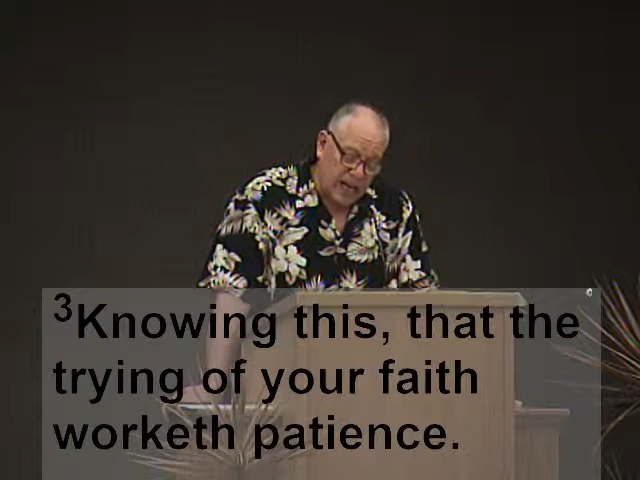 ³Knowing this, that the
trying of your faith
worketh patience.